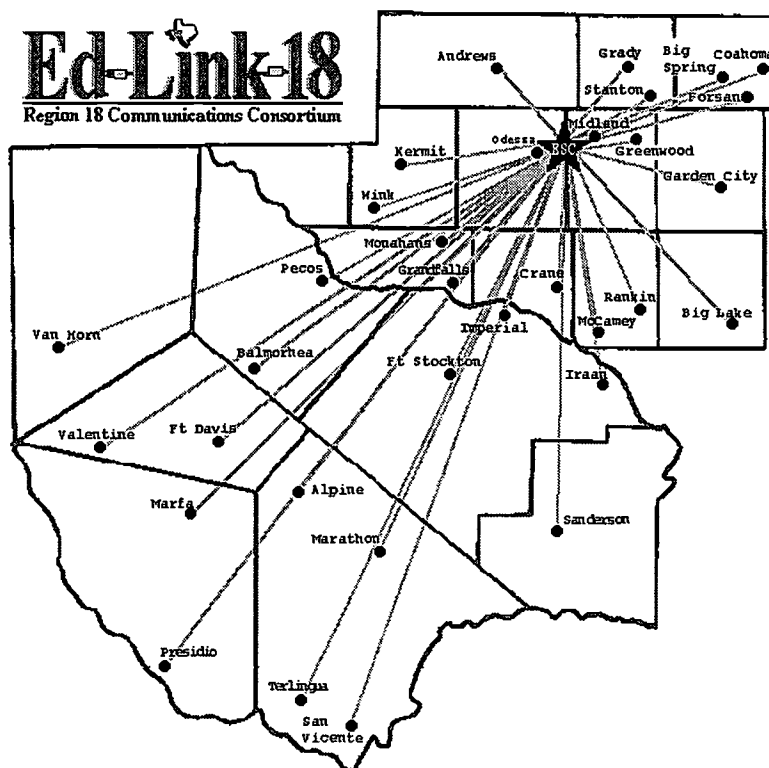 Ed-Link-18
Region 18 Communications Consortium
Andrews
Grady
Big
Spring
Coahoma
Stanton
Forsan
Midland
Odessa
ESC
Greenwood
Kermit
Garden City
Wink
Monahans
Pecos
Grandfalls
Crane
Rankin
Imperial
McCamey
Big Lake
Van Horn
Balmorhea
Ft Stockton
Iraan
Valentine
Ft Davis
Marfa
Alpine
Marathon
Sanderson
Presidio
Terlingua
San
Vicente